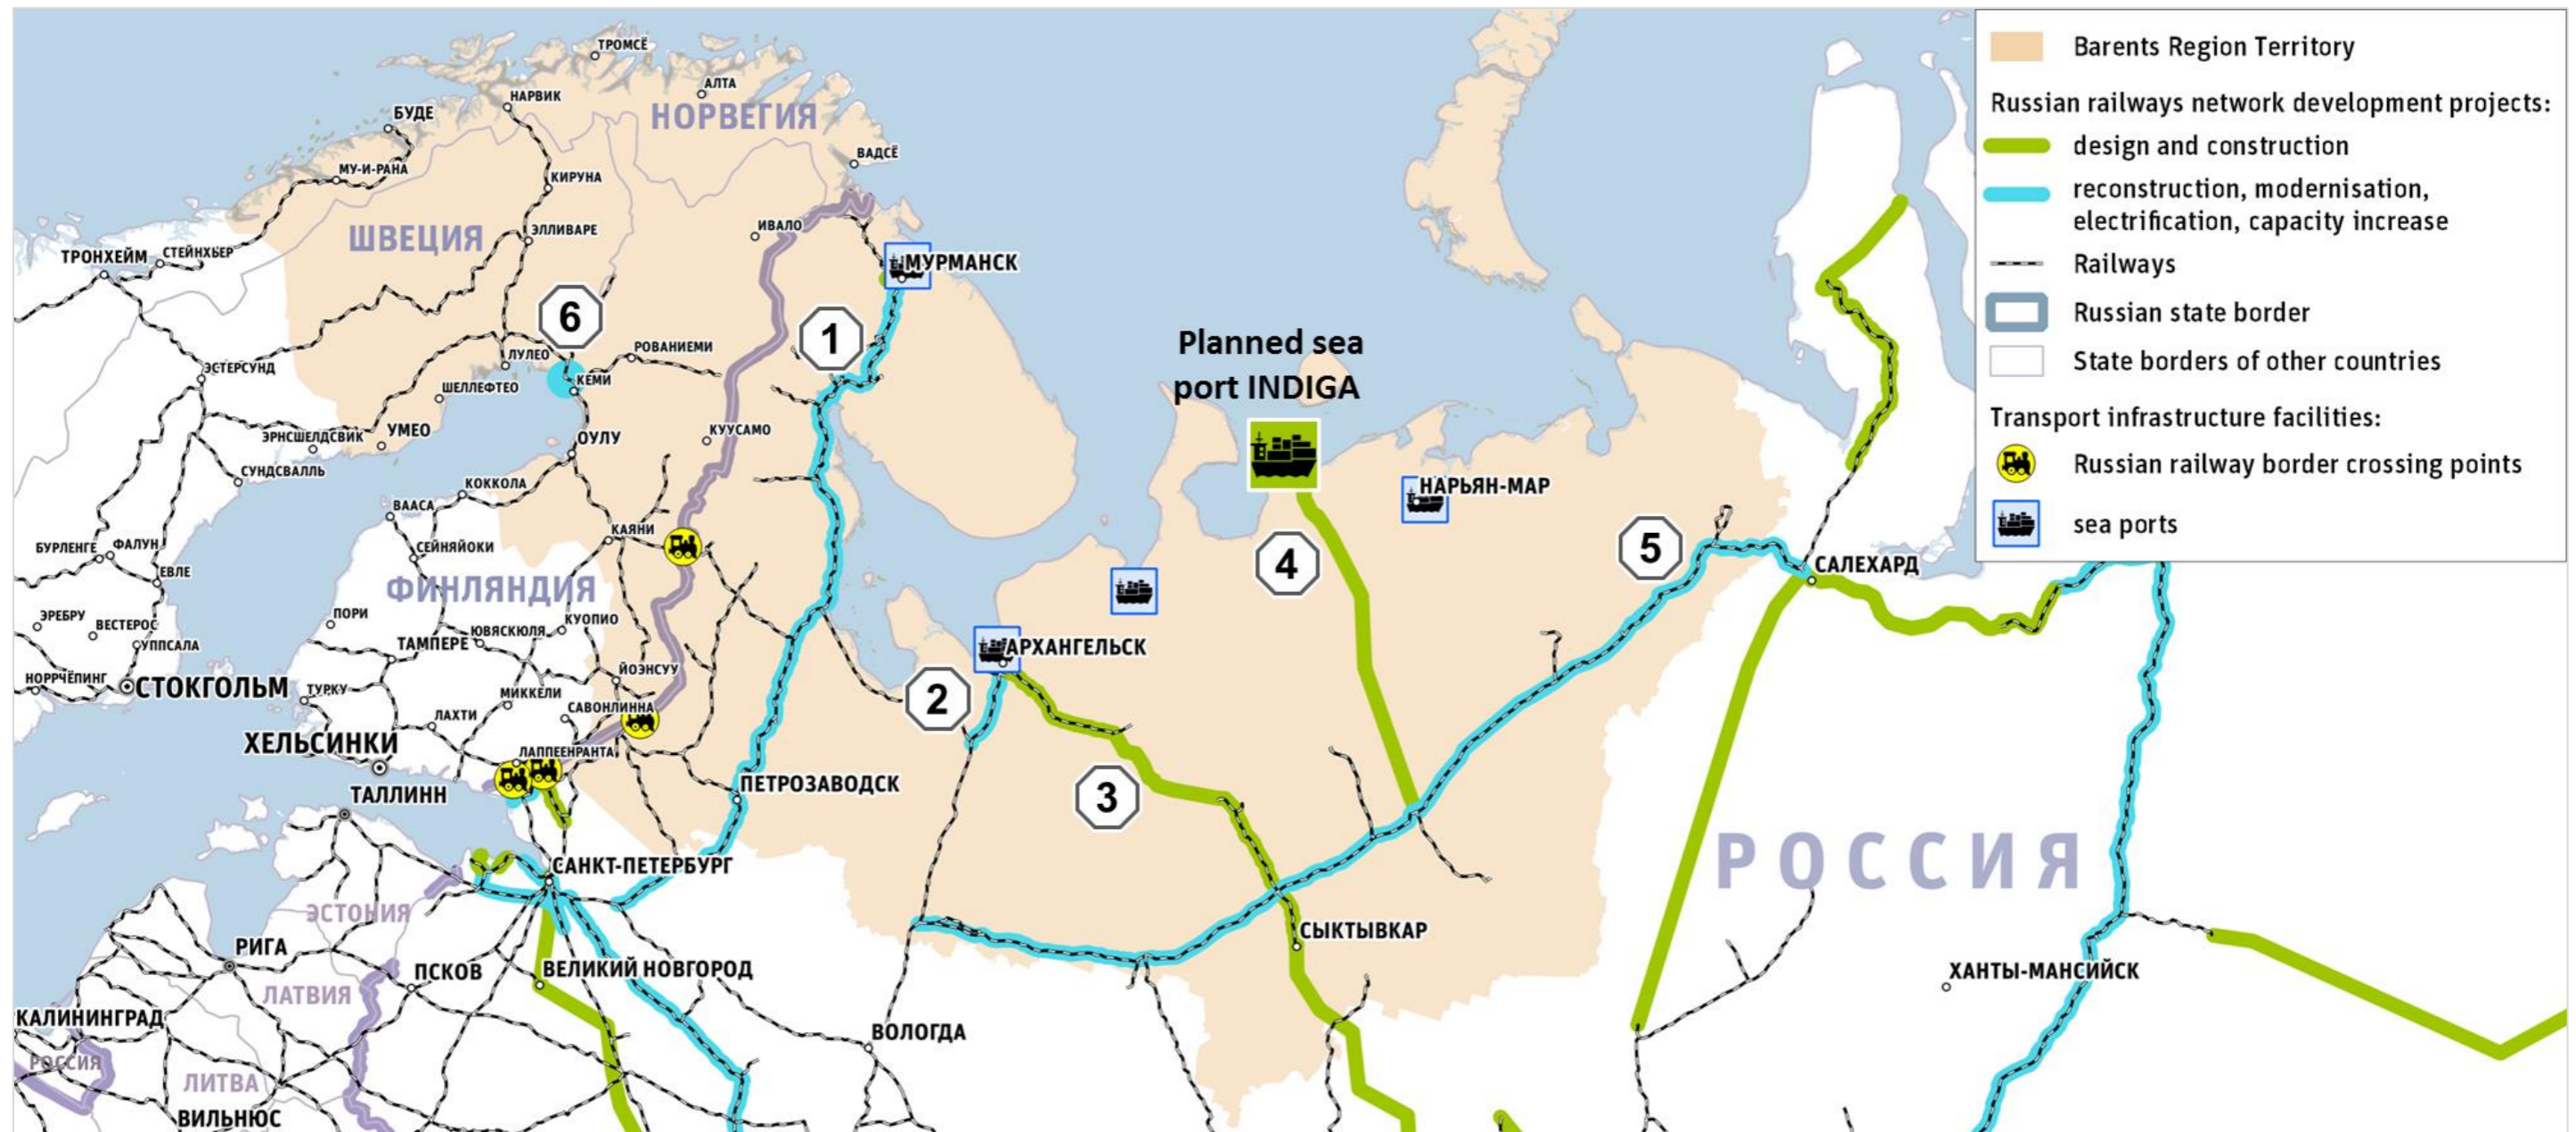 ТРОМСЁ
АЛТА
НАРВИК
НОРВЕГИЯ
БУДЕ
ВАДСЁ
МУ-И-РАНА
КИРУНА
ИВАЛО
ШВЕЦИЯ
ЭЛЛИВАРЕ
ТРОНХЕЙМ
СТЕЙНХЬЕР
МУРМАНСК
6
1
ЛУЛЕО
РОВАНИЕМИ
ЭСТЕРСУНД
ШЕЛЛЕФТЕО
КЕМИ
ЭРНСШЕЛДСВИК
УМЕО
ОУЛУ
КУУСАМО
СУНДСВАЛЛЬ
КОККОЛА
ВААСА
КАЯНИ
БУРЛЕНГЕ
ФАЛУН
СЕЙНЯЙОКИ
ЕВЛЕ
ФИНЛЯНДИЯ
ЭРЕБРУ
ВЕСТЕРОС
ПОРИ
КУОПИО
УППСАЛА
ТАМПЕРЕ
ЮВЯСКЮЛЯ
НОРРЧЁПИНГ
СТОКГОЛЬМ
ТУРКУ
МИККЕЛИ
ЙОЭНСУУ
САВОНЛИННА
ЛАХТИ
ХЕЛЬСИНКИ
ЛАППЕЕНРАНТА
ТАЛЛИНН
ПЕТРОЗАВОДСК
САНКТ-ПЕТЕРБУРГ
ЭСТОНИЯ
РИГА
ПСКОВ
ВЕЛИКИЙ НОВГОРОД
ЛАТВИЯ
КАЛИНИНГРАД
РОССИЯ
ЛИТВА
ВИЛЬНЮС
ВОЛОГДА
Planned sea
port INDIGA
НАРЬЯН-МАР
4
5
САЛЕХАРД
АРХАНГЕЛЬСК
2
3
СЫКТЫВКАР
РОССИЯ
ХАНТЫ-МАНСИЙСК
Barents Region Territory
Russian railways network development projects:
design and construction
reconstruction, modernisation,
electrification, capacity increase
Railways
Russian state border
State borders of other countries
Transport infrastructure facilities:
Russian railway border crossing points
sea ports